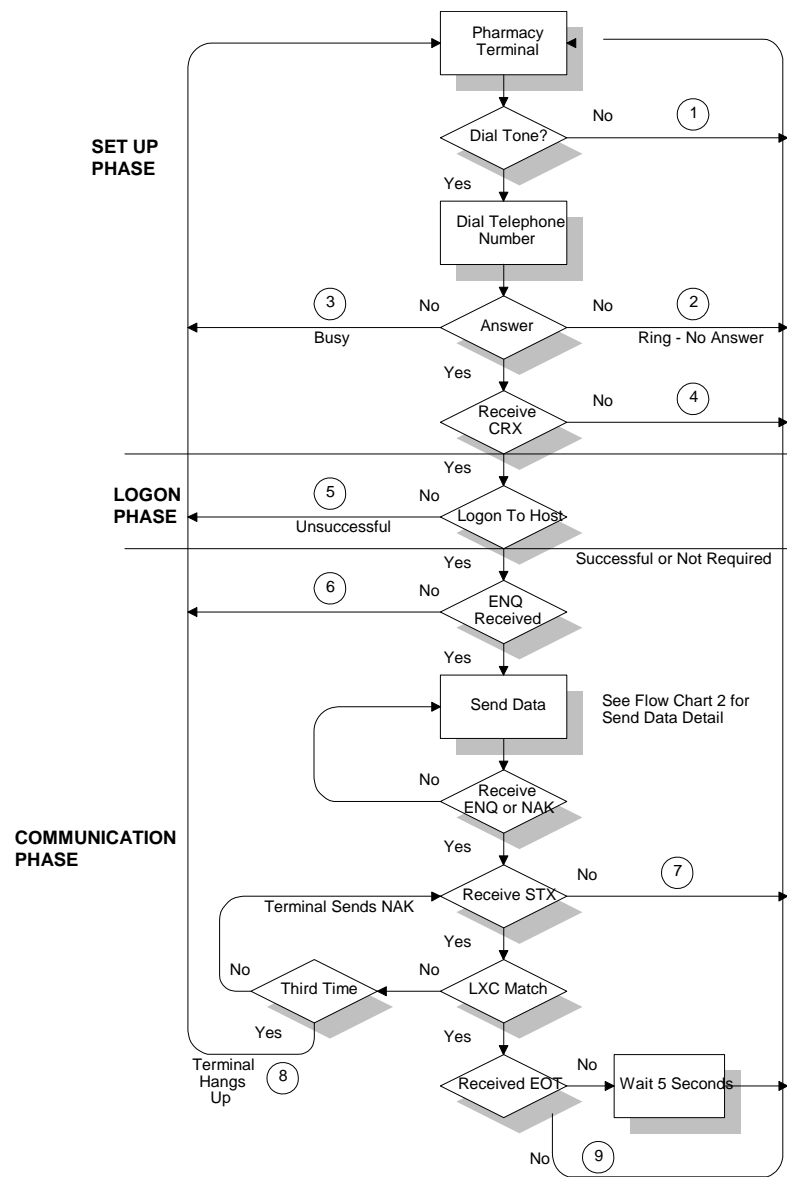 Pharmacy
Terminal
No
1
SET UP
PHASE
Dial Tone?
Yes
Dial Telephone
Number
3
No
No
2
Answer
Busy
Ring - No Answer
Yes
No
4
Receive
CRX
Yes
LOGON
PHASE
5
No
Logon To Host
Unsuccessful
Yes
Successful or Not Required
6
No
ENQ
Received
Yes
Send Data
See Flow Chart 2 for
Send Data Detail
No
Receive
ENQ or NAK
COMMUNICATION
PHASE
Yes
No
7
Receive STX
Terminal Sends NAK
Yes
No
Third Time
No
LXC Match
Yes
Yes
Terminal
Hangs
Up
8
No
Received EOT
Wait 5 Seconds
No
9